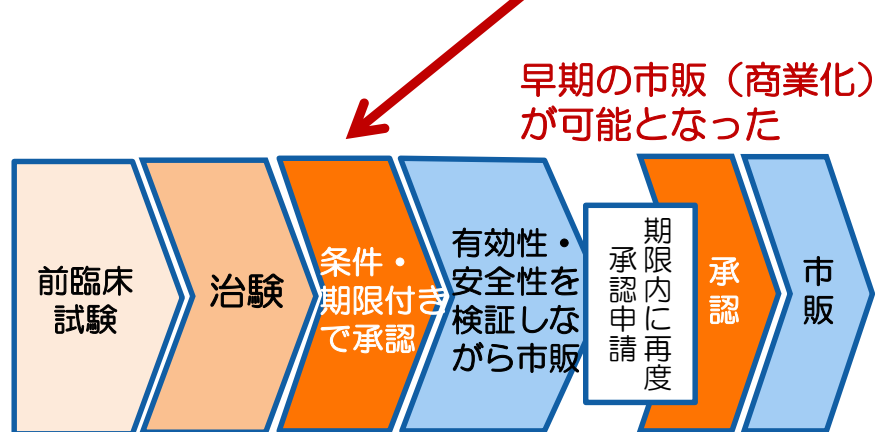 早期の市販（商業化）
が可能となった
前臨床
試験
治験
条件・
期限付き
で承認
有効性・
安全性を
検証しな
がら市販
期限内に再度
承認申請
承認
市販